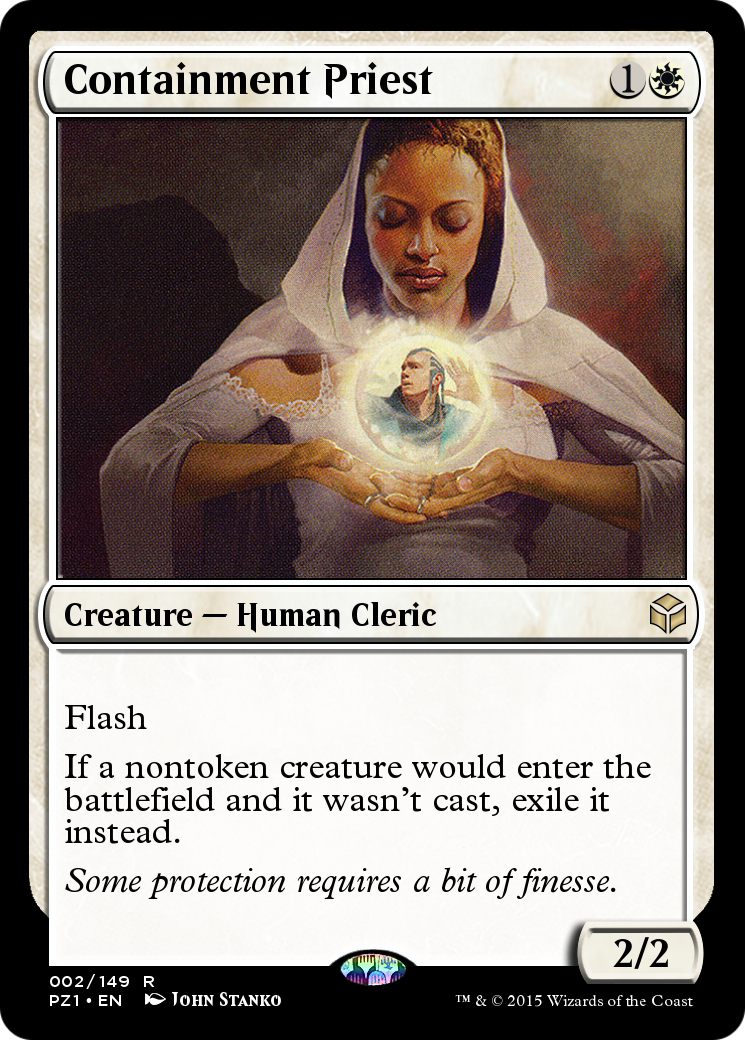 Containment Priest 1
Creature — Human Cleric
Flash
If a nontoken creature would enter the
battlefield and it wasn't cast, exile it
instead.
Some protection requires a bit of finesse.
2/2
002/149 R
PZ1 • EN John Stanko
™ & © 2015 Wizards of the Coast